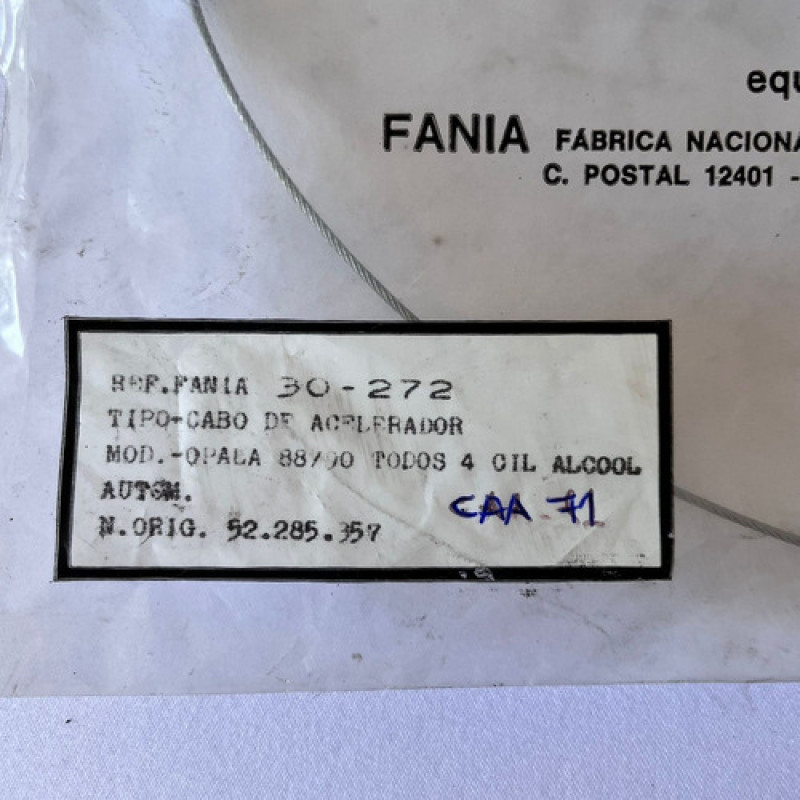 equ
FANIA FÁBRICA NACIONA
C. POSTAL 12401 -
REF.FANIA 30-272
TIPO-CABO DE ACELERADOR
MOD.-OPALA 88/90 TODOS 4 CIL ALCOOL
AUTOM.
N.ORIG. 52.285.357
CAA 71